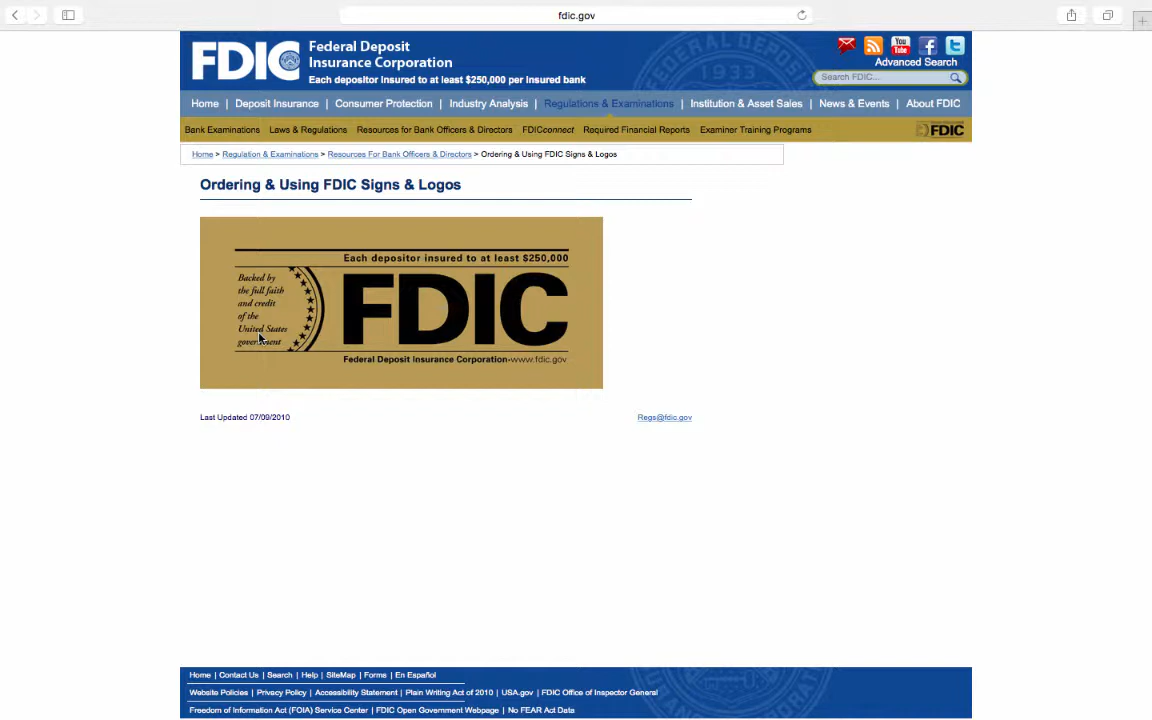 fdic.gov
FDIC
Federal Deposit
Insurance Corporation
Each depositor insured to at least $250,000 per insured bank
FEDERAL DEPOSIT
1933
You
Tube
Advanced Search
Search FDIC...
Home | Deposit Insurance | Consumer Protection | Industry Analysis | Regulations & Examinations | Institution & Asset Sales | News & Events | About FDIC
Bank Examinations Laws & Regulations Resources for Bank Officers & Directors FDICconnect Required Financial Reports Examiner Training Programs FDIC
Home > Regulation & Examinations > Resources For Bank Officers & Directors > Ordering & Using FDIC Signs & Logos
Ordering & Using FDIC Signs & Logos
Each depositor insured to at least $250,000
Backed by
the full faith
and credit
of the
United States
government
FDIC
Federal Deposit Insurance Corporation•www.fdic.gov
Last Updated 07/09/2010
Regs@fdic.gov
Home | Contact Us | Search | Help | SiteMap | Forms | En Español
Website Policies | Privacy Policy | Accessibility Statement | Plain Writing Act of 2010 | USA.gov | FDIC Office of Inspector General
Freedom of Information Act (FOIA) Service Center | FDIC Open Government Webpage | No FEAR Act Data